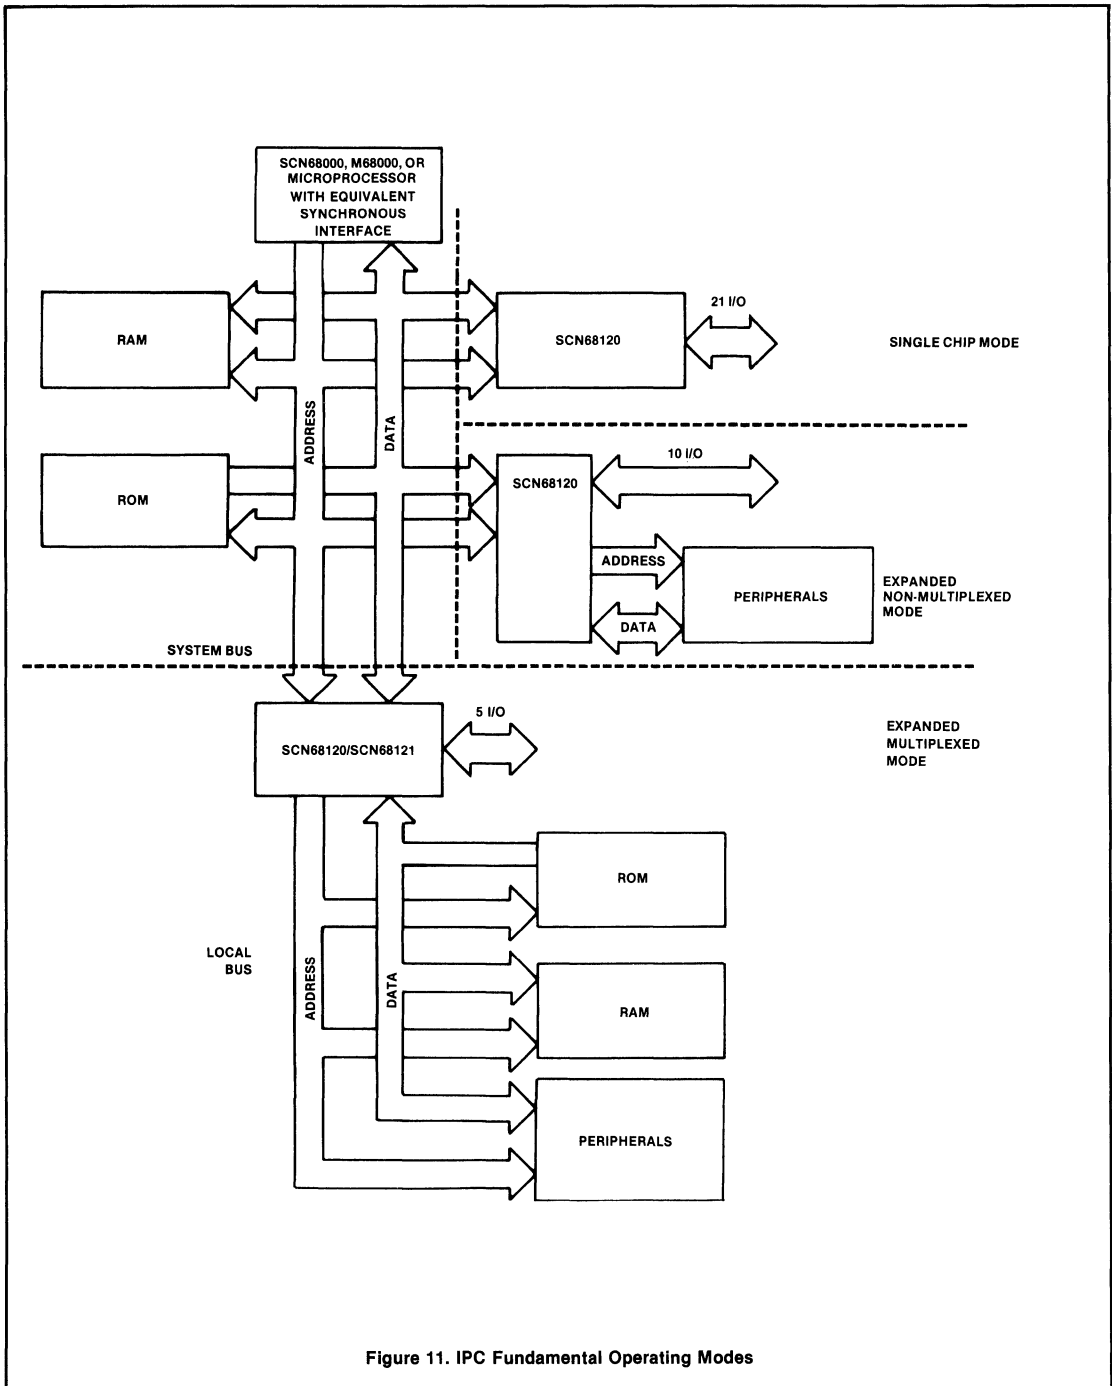 SCN68000, M68000, OR
MICROPROCESSOR
WITH EQUIVALENT
SYNCHRONOUS
INTERFACE
RAM
SCN68120
21 I/O
SINGLE CHIP MODE
ADDRESS
DATA
ROM
SCN68120
10 I/O
ADDRESS
DATA
PERIPHERALS
EXPANDED
NON-MULTIPLEXED
MODE
SYSTEM BUS
SCN68120/SCN68121
5 I/O
EXPANDED
MULTIPLEXED
MODE
ROM
LOCAL
BUS
ADDRESS
DATA
RAM
PERIPHERALS
Figure 11. IPC Fundamental Operating Modes